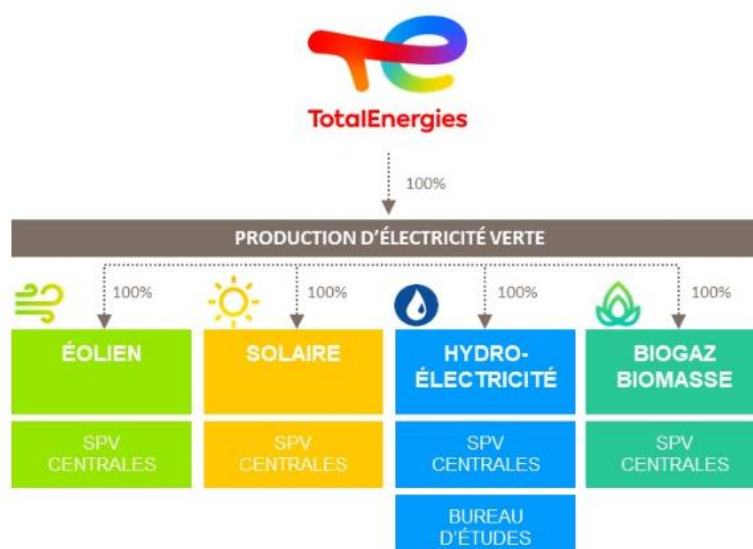 TotalEnergies
100%
PRODUCTION D'ÉLECTRICITÉ VERTE
100%
100%
100%
100%
ÉOLIEN
SOLAIRE
HYDRO-
ÉLECTRICITÉ
BIOGAZ
BIOMASSE
SPV
CENTRALES
SPV
CENTRALES
SPV
CENTRALES
SPV
CENTRALES
BUREAU
D'ÉTUDES